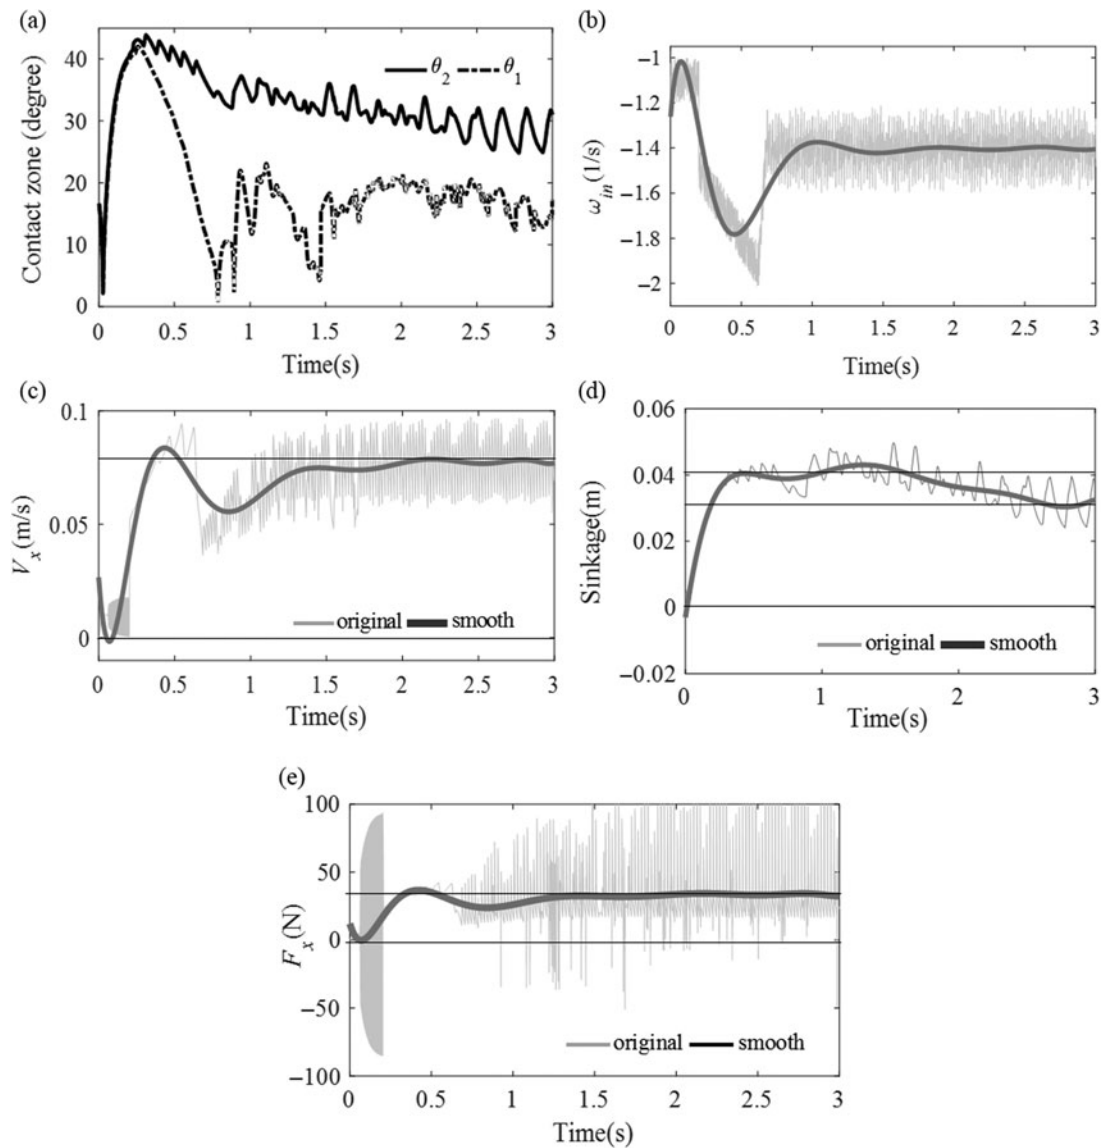 (a)
40
30
20
10
0
Contact zone (degree)
θ2 θ1
0 0.5 1 1.5 2 2.5 3
Time(s)
(b)
−1
−1.2
−1.4
−1.6
−1.8
−2
ωin (1/s)
0 0.5 1 1.5 2 2.5 3
Time(s)
(c)
0.1
0.05
0
Vx(m/s)
original smooth
0 0.5 1 1.5 2 2.5 3
Time(s)
(d)
0.06
0.04
0.02
0
−0.02
Sinkage(m)
original smooth
0 1 2 3
Time(s)
(e)
100
50
0
−50
−100
Fx(N)
original smooth
0 0.5 1 1.5 2 2.5 3
Time(s)